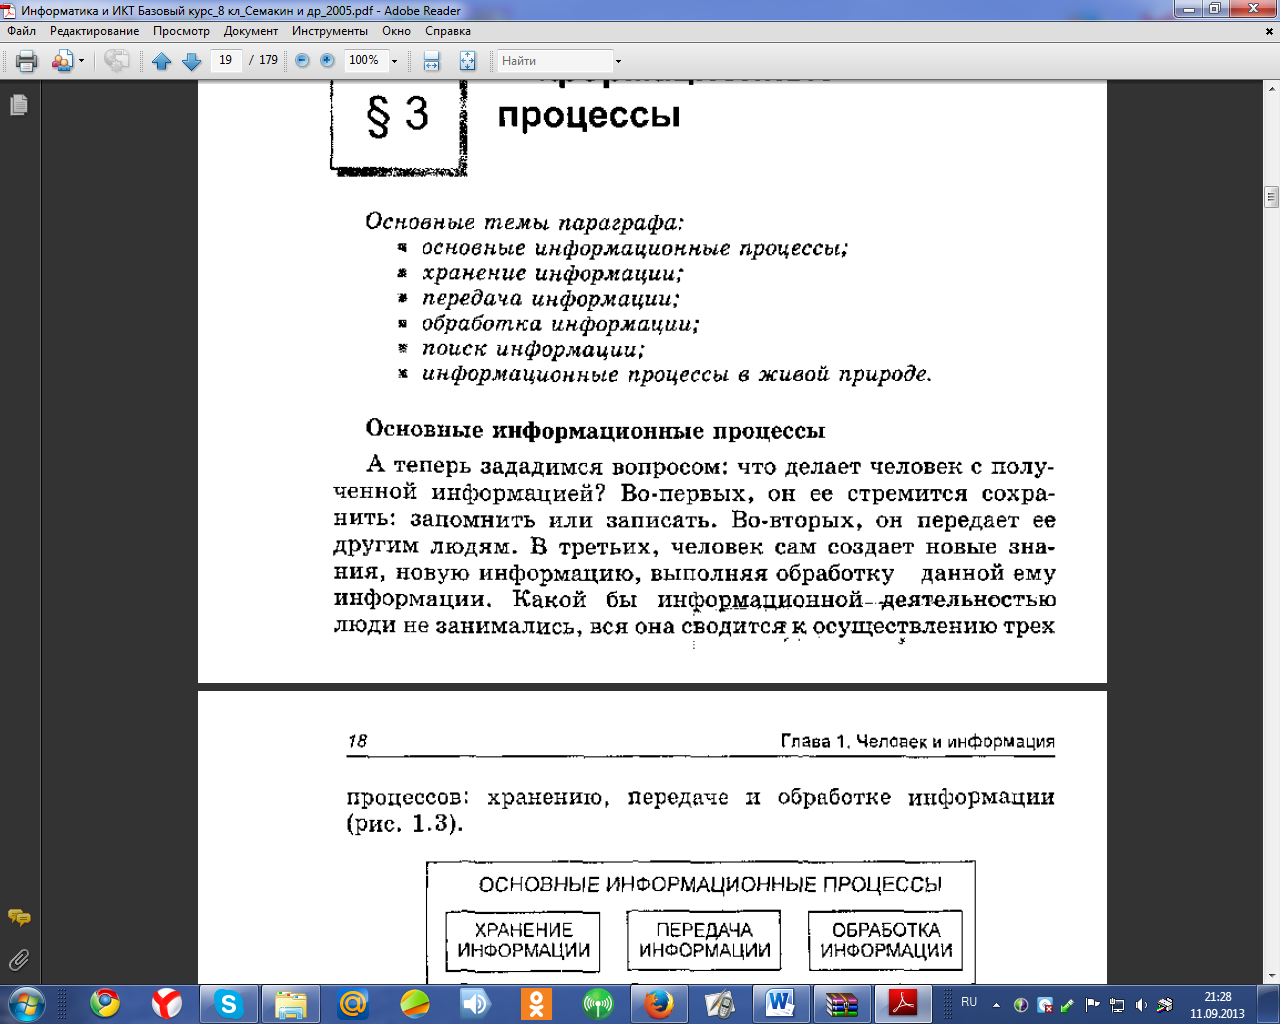 Информатика и ИКТ Базовый курс_8 кл_Семакин и др_2005.pdf - Adobe Reader
Файл Редактирование Просмотр Документ Инструменты Окно Справка
19 / 179 100% Найти
§ 3
процессы
Основные темы параграфа:
основные информационные процессы;
хранение информации;
передача информации;
обработка информации;
поиск информации;
информационные процессы в живой природе.
Основные информационные процессы
А теперь зададимся вопросом: что делает человек с полу-
ченной информацией? Во-первых, он ее стремится сохра-
нить: запомнить или записать. Во-вторых, он передает ее
другим людям. В третьих, человек сам создает новые зна-
ния, новую информацию, выполняя обработку данной ему
информации. Какой бы информационной деятельностью
люди не занимались, вся она сводится к осуществлению трех
18 Глава 1. Человек и информация
процессов: хранению, передаче и обработке информации
(рис. 1.3).
ОСНОВНЫЕ ИНФОРМАЦИОННЫЕ ПРОЦЕССЫ
ХРАНЕНИЕ
ИНФОРМАЦИИ
ПЕРЕДАЧА
ИНФОРМАЦИИ
ОБРАБОТКА
ИНФОРМАЦИИ
RU
21:28
11.09.2013